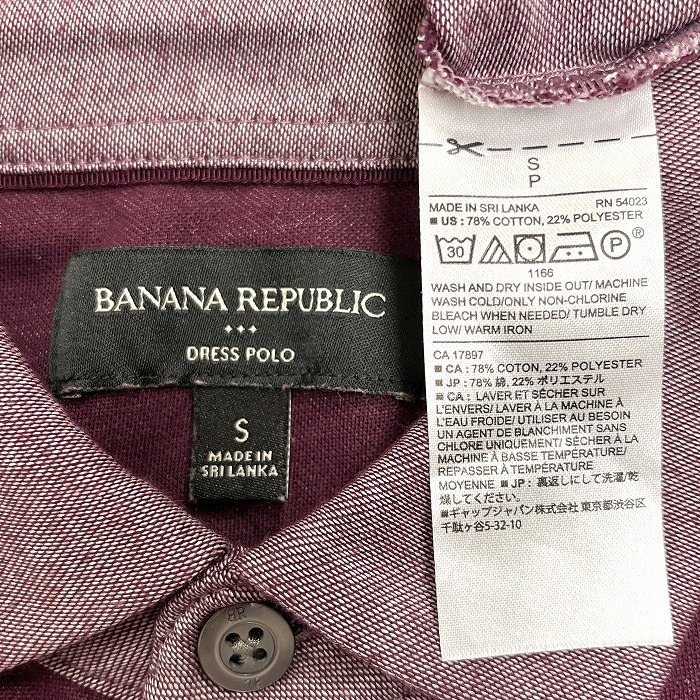 BANANA REPUBLIC
DRESS POLO
S
MADE IN
SRI LANKA
BR
S
P
MADE IN SRI LANKA RN 54023
■ US : 78% COTTON, 22% POLYESTER
30 P ®
1166
WASH AND DRY INSIDE OUT/ MACHINE
WASH COLD/ONLY NON-CHLORINE
BLEACH WHEN NEEDED/ TUMBLE DRY
LOW/ WARM IRON
CA 17897
■ CA : 78% COTON, 22% POLYESTER
■ JP : 78% 綿, 22% ポリエステル
■ CA : LAVER ET SÉCHER SUR
L'ENVERS/ LAVER À LA MACHINE À
L'EAU FROIDE/ UTILISER AU BESOIN
UN AGENT DE BLANCHIMENT SANS
CHLORE UNIQUEMENT/ SÉCHER À LA
MACHINE À BASSE TEMPÉRATURE/
REPASSER À TEMPÉRATURE
MOYENNE ■ JP : 裏返しにして洗濯/乾
燥してください.
■ギャップジャパン株式会社 東京都渋谷区
千駄ヶ谷5-32-10